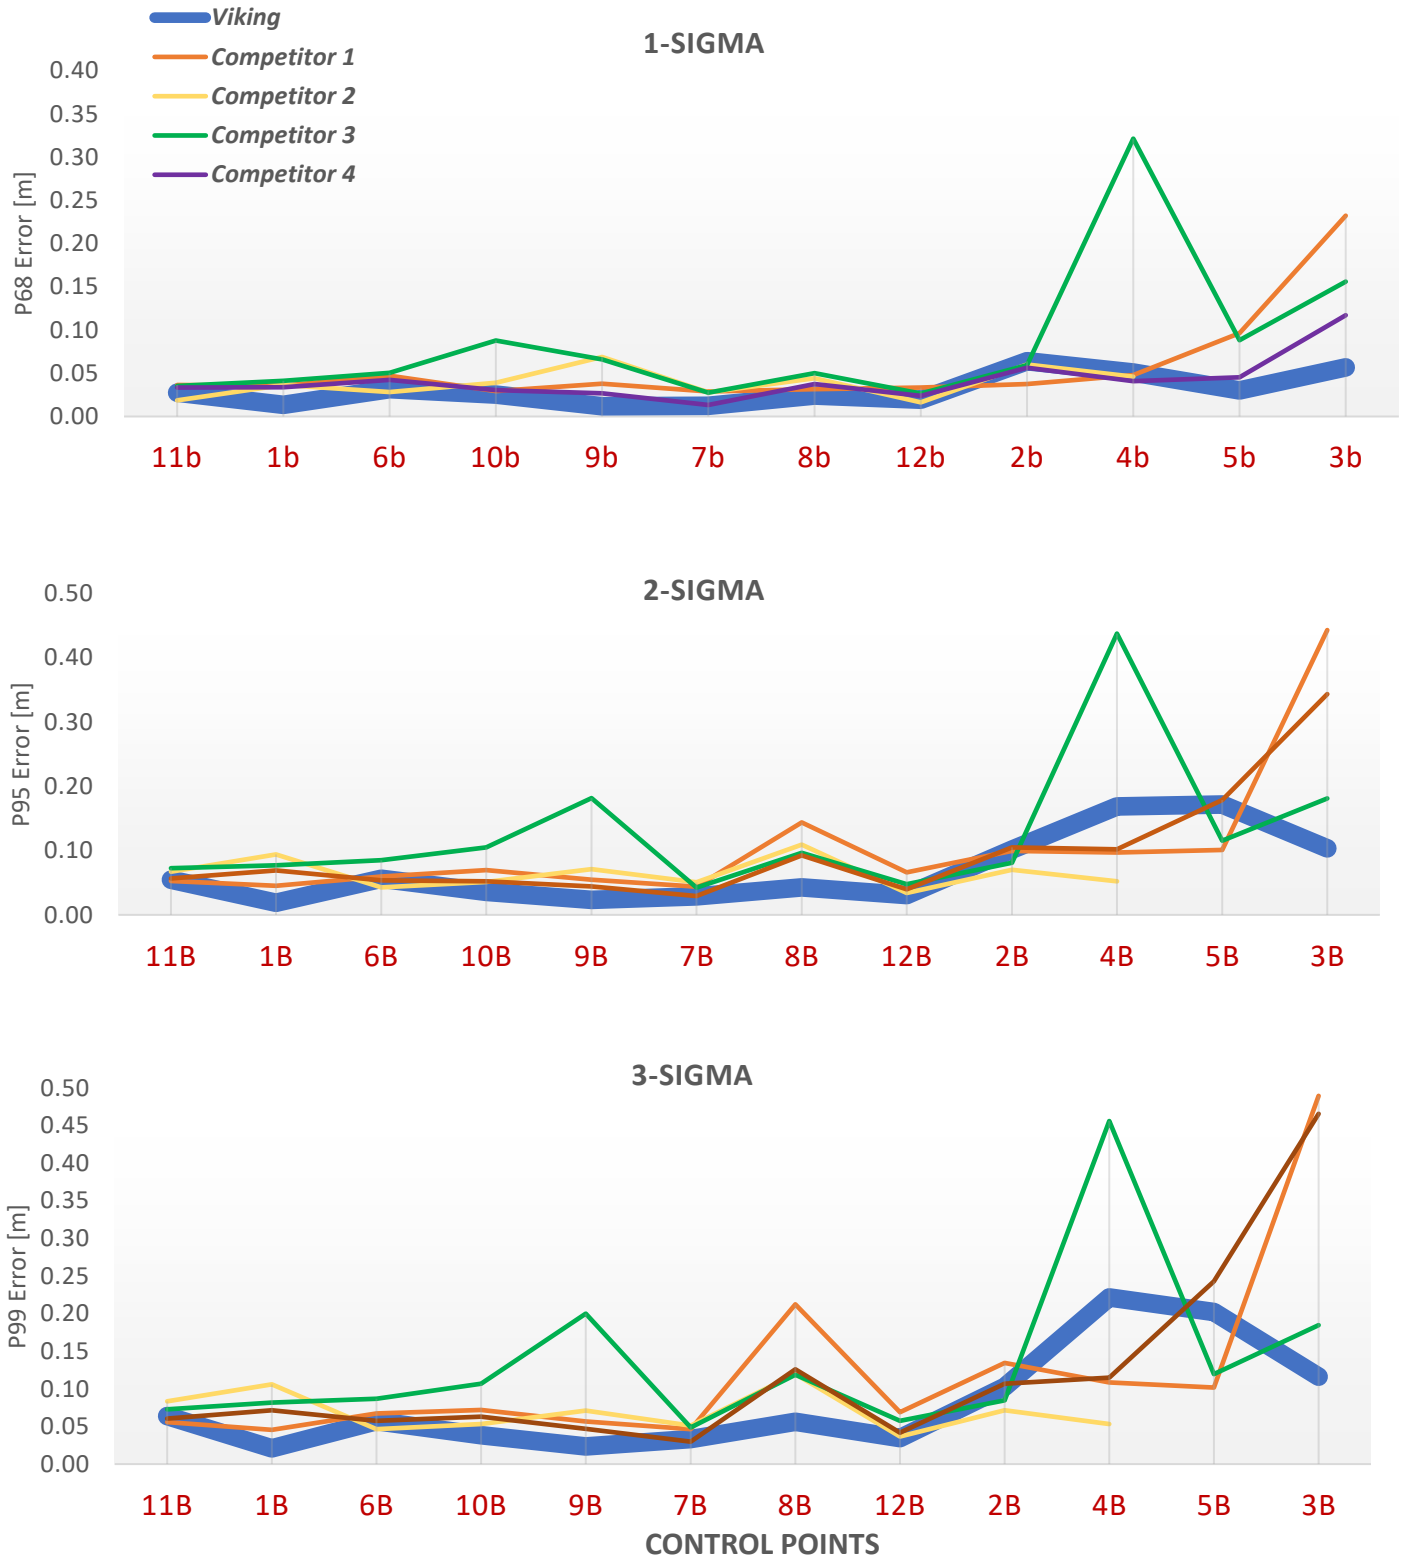 Viking
1-SIGMA
Competitor 1
Competitor 2
Competitor 3
Competitor 4
P68 Error [m]
0.40
0.35
0.30
0.25
0.20
0.15
0.10
0.05
0.00
11b 1b 6b 10b 9b 7b 8b 12b 2b 4b 5b 3b
2-SIGMA
P95 Error [m]
0.50
0.40
0.30
0.20
0.10
0.00
11B 1B 6B 10B 9B 7B 8B 12B 2B 4B 5B 3B
3-SIGMA
P99 Error [m]
0.50
0.45
0.40
0.35
0.30
0.25
0.20
0.15
0.10
0.05
0.00
11B 1B 6B 10B 9B 7B 8B 12B 2B 4B 5B 3B
CONTROL POINTS